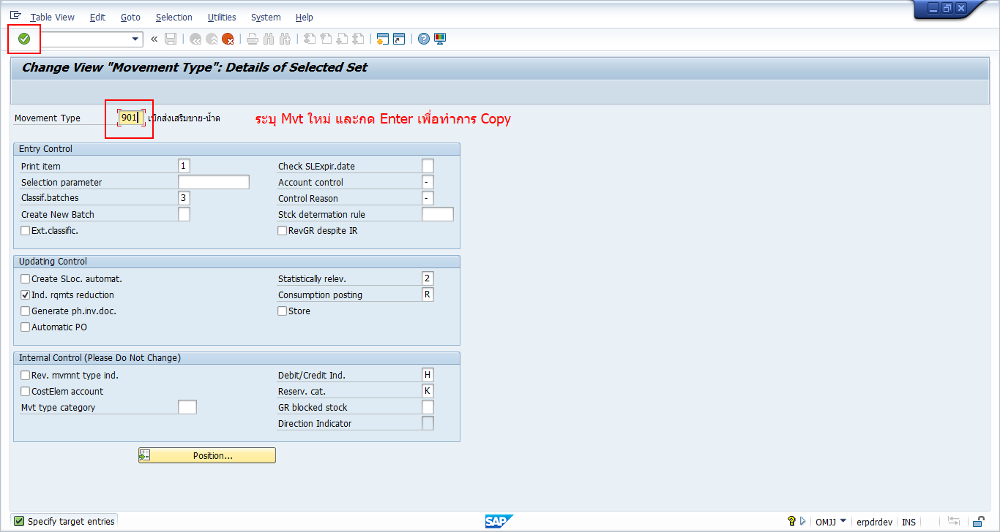 Table View Edit Goto Selection Utilities System Help
Change View "Movement Type": Details of Selected Set
Movement Type 901 เบิกส่งเสริมขาย-น้ำด ระบุ Mvt ใหม่ และกด Enter เพื่อทำการ Copy
Entry Control
Print item 1 Check SLExpir.date
Selection parameter Account control -
Classif.batches 3 Control Reason -
Create New Batch Stck determation rule
Ext.classific. RevGR despite IR
Updating Control
Create SLoc. automat. Statistically relev. 2
Ind. rqmts reduction Consumption posting R
Generate ph.inv.doc. Store
Automatic PO
Internal Control (Please Do Not Change)
Rev. mvmnt type ind. Debit/Credit Ind. H
CostElem account Reserv. cat. K
Mvt type category GR blocked stock
Direction Indicator
Position...
Specify target entries SAP OMJJ erpdrdev INS